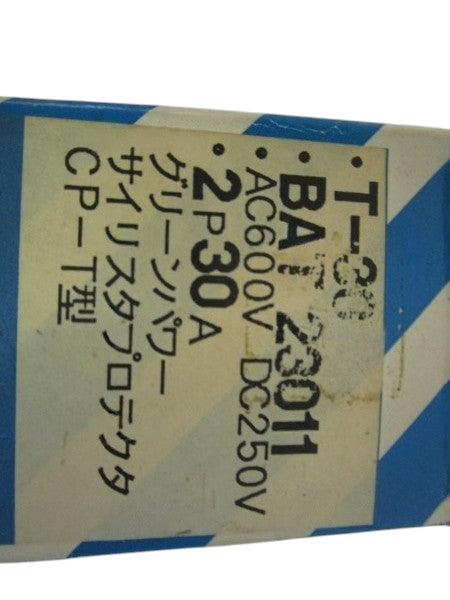 ・T-30
・BAT 23011
・AC600V DC250V
・2P30A
グリーンパワー
サイリスタプロテクタ
CP-T型